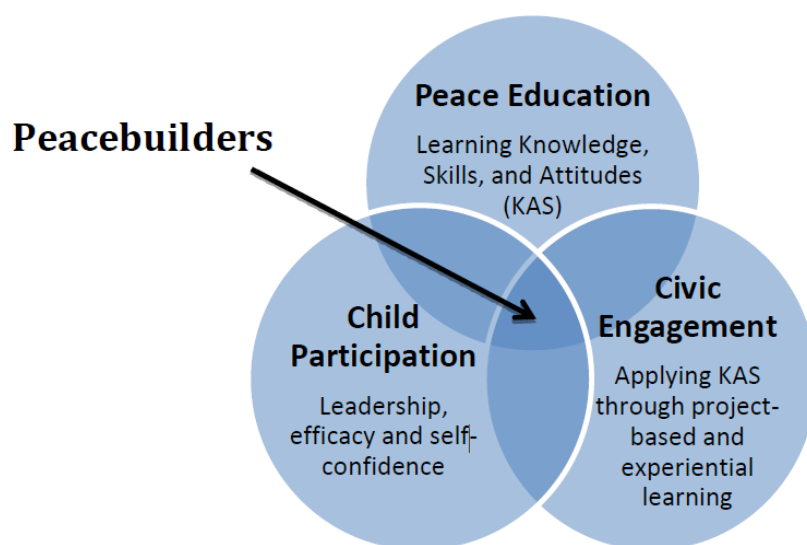 Peace Education
Learning Knowledge,
Skills, and Attitudes
(KAS)
Peacebuilders
Child
Participation
Leadership,
efficacy and self-
confidence
Civic
Engagement
Applying KAS
through project-
based and
experiential
learning